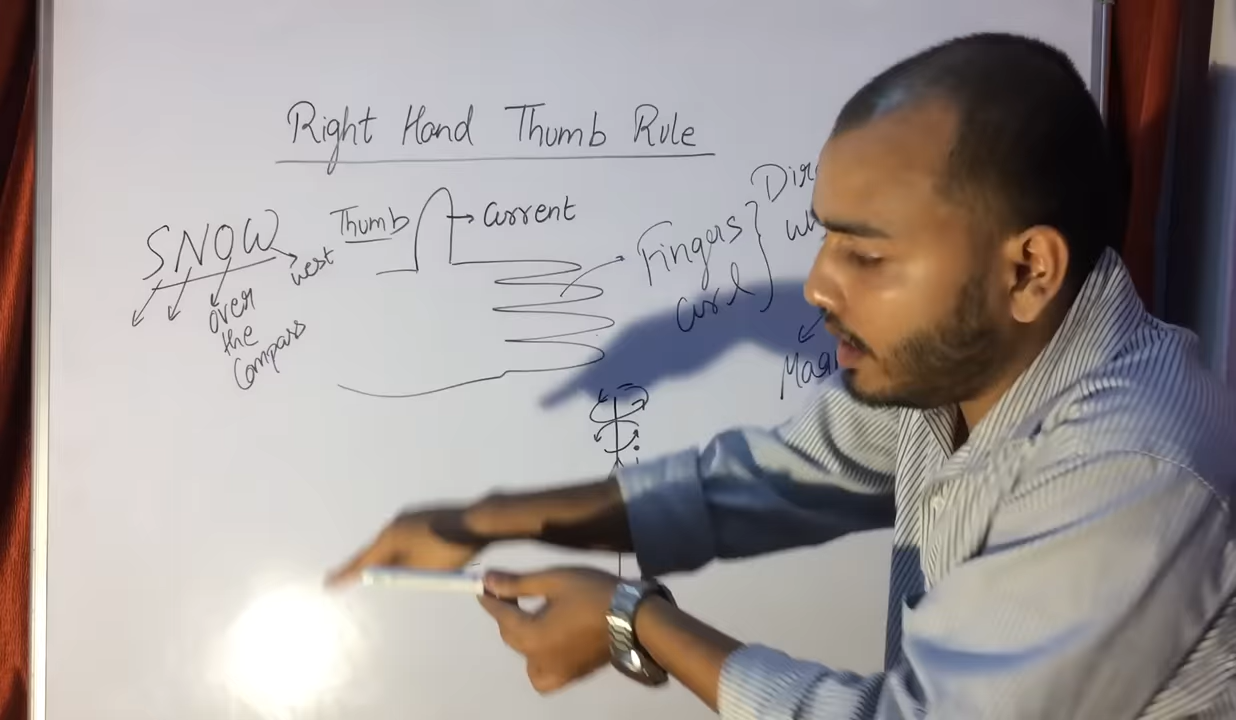 Right Hand Thumb Rule
SNOW
west
over
the
Compass
Thumb
current
Fingers
curl
i